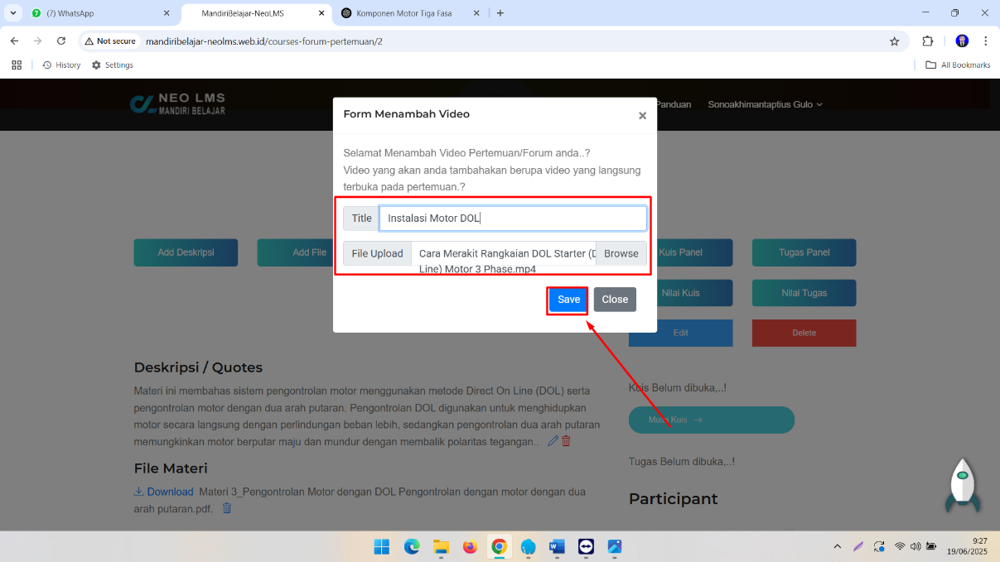 (7) WhatsApp
MandiriBelajar-NeoLMS
Komponen Motor Tiga Fasa
Not secure
mandiribelajar-neolms.web.id/courses-forum-pertemuan/2
History
Settings
All Bookmarks
NEO LMS
MANDIRI BELAJAR
Panduan
Sonoakhimantaptius Gulo
Form Menambah Video
×
Selamat Menambah Video Pertemuan/Forum anda..?
Video yang akan anda tambahakan berupa video yang langsung
terbuka pada pertemuan.?
Title
Instalasi Motor DOL
File Upload
Cara Merakit Rangkaian DOL Starter (D
Line) Motor 3 Phase.mp4
Browse
Save
Close
Add Deskripsi
Add File
Kuis Panel
Tugas Panel
Nilai Kuis
Nilai Tugas
Edit
Delete
Deskripsi / Quotes
Materi ini membahas sistem pengontrolan motor menggunakan metode Direct On Line (DOL) serta
pengontrolan motor dengan dua arah putaran. Pengontrolan DOL digunakan untuk menghidupkan
motor secara langsung dengan perlindungan beban lebih, sedangkan pengontrolan dua arah putaran
memungkinkan motor berputar maju dan mundur dengan membalik polaritas tegangan..
File Materi
Download Materi 3_Pengontrolan Motor dengan DOL Pengontrolan dengan motor dengan dua
arah putaran.pdf.
Kuis Belum dibuka,..!
Mulai Kuis →
Tugas Belum dibuka,..!
Participant
9:27
19/06/2025